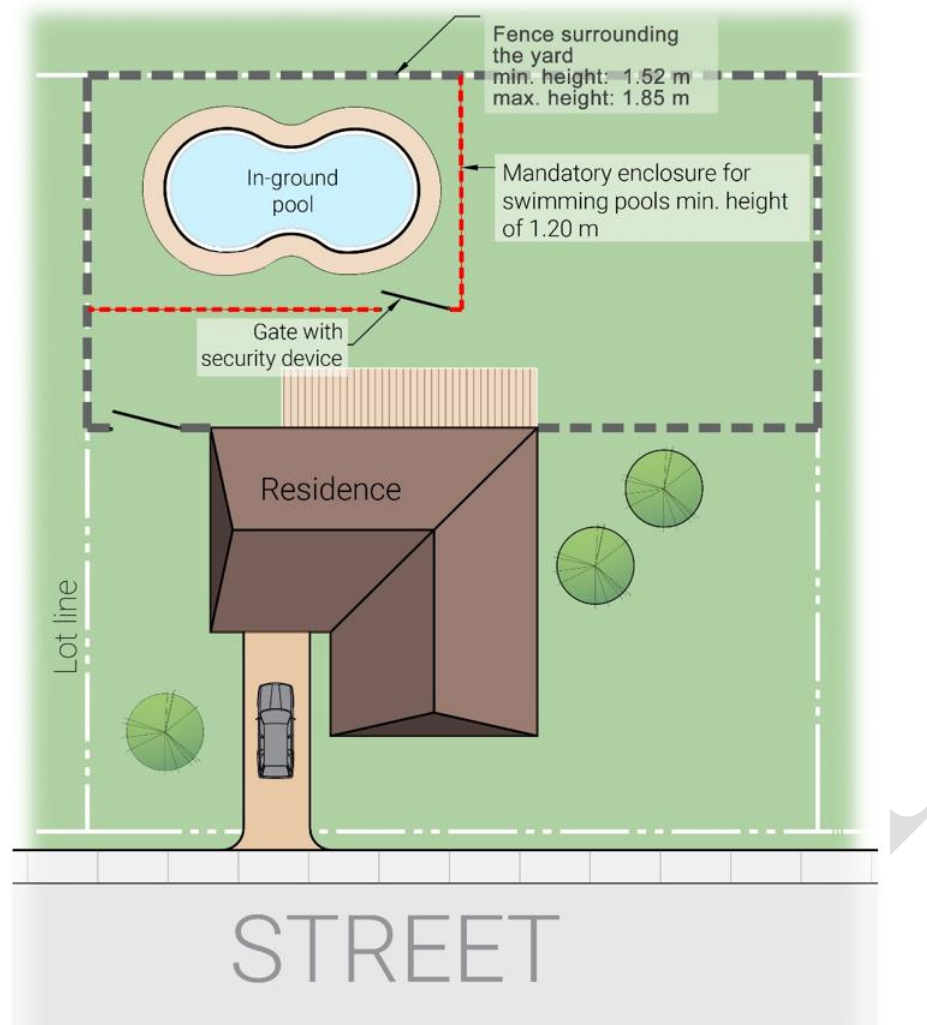 Fence surrounding
the yard
min. height: 1.52 m
max. height: 1.85 m
In-ground
pool
Mandatory enclosure for
swimming pools min. height
of 1.20 m
Gate with
security device
Residence
Lot line
STREET